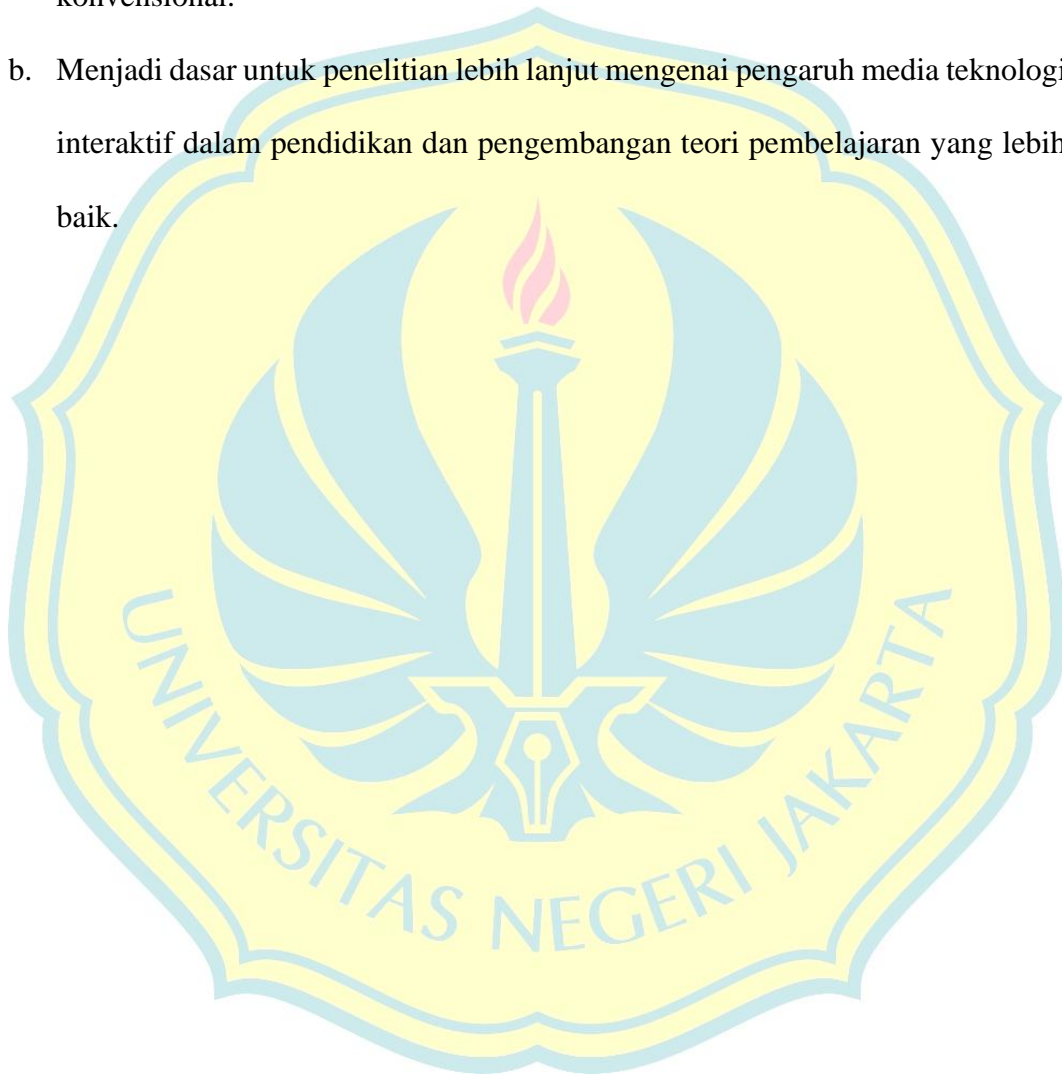 konvensional.
b. Menjadi dasar untuk penelitian lebih lanjut mengenai pengaruh media teknologi
interaktif dalam pendidikan dan pengembangan teori pembelajaran yang lebih
baik.
UNIVERSITAS NEGERI JAKARTA